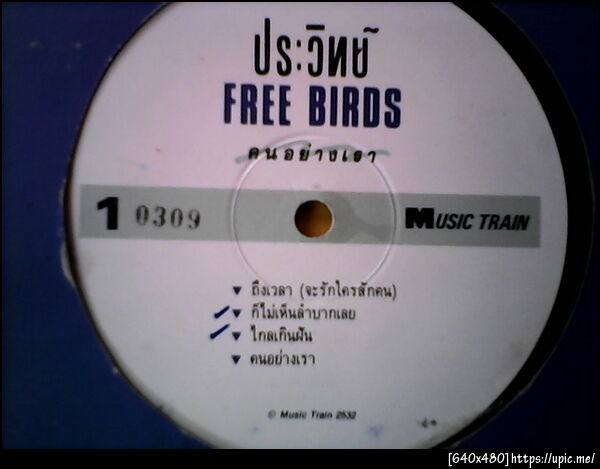 ประวิทย์
FREE BIRDS
คนอย่างเรา
1 0309 MUSIC TRAIN
▼ ถึงเวลา (จะรักใครสักคน)
▼ ก็ไม่เห็นลำบากเลย
▼ ไกลเกินฝัน
▼ คนอย่างเรา
© Music Train 2532
[640x480]https://upic.me/